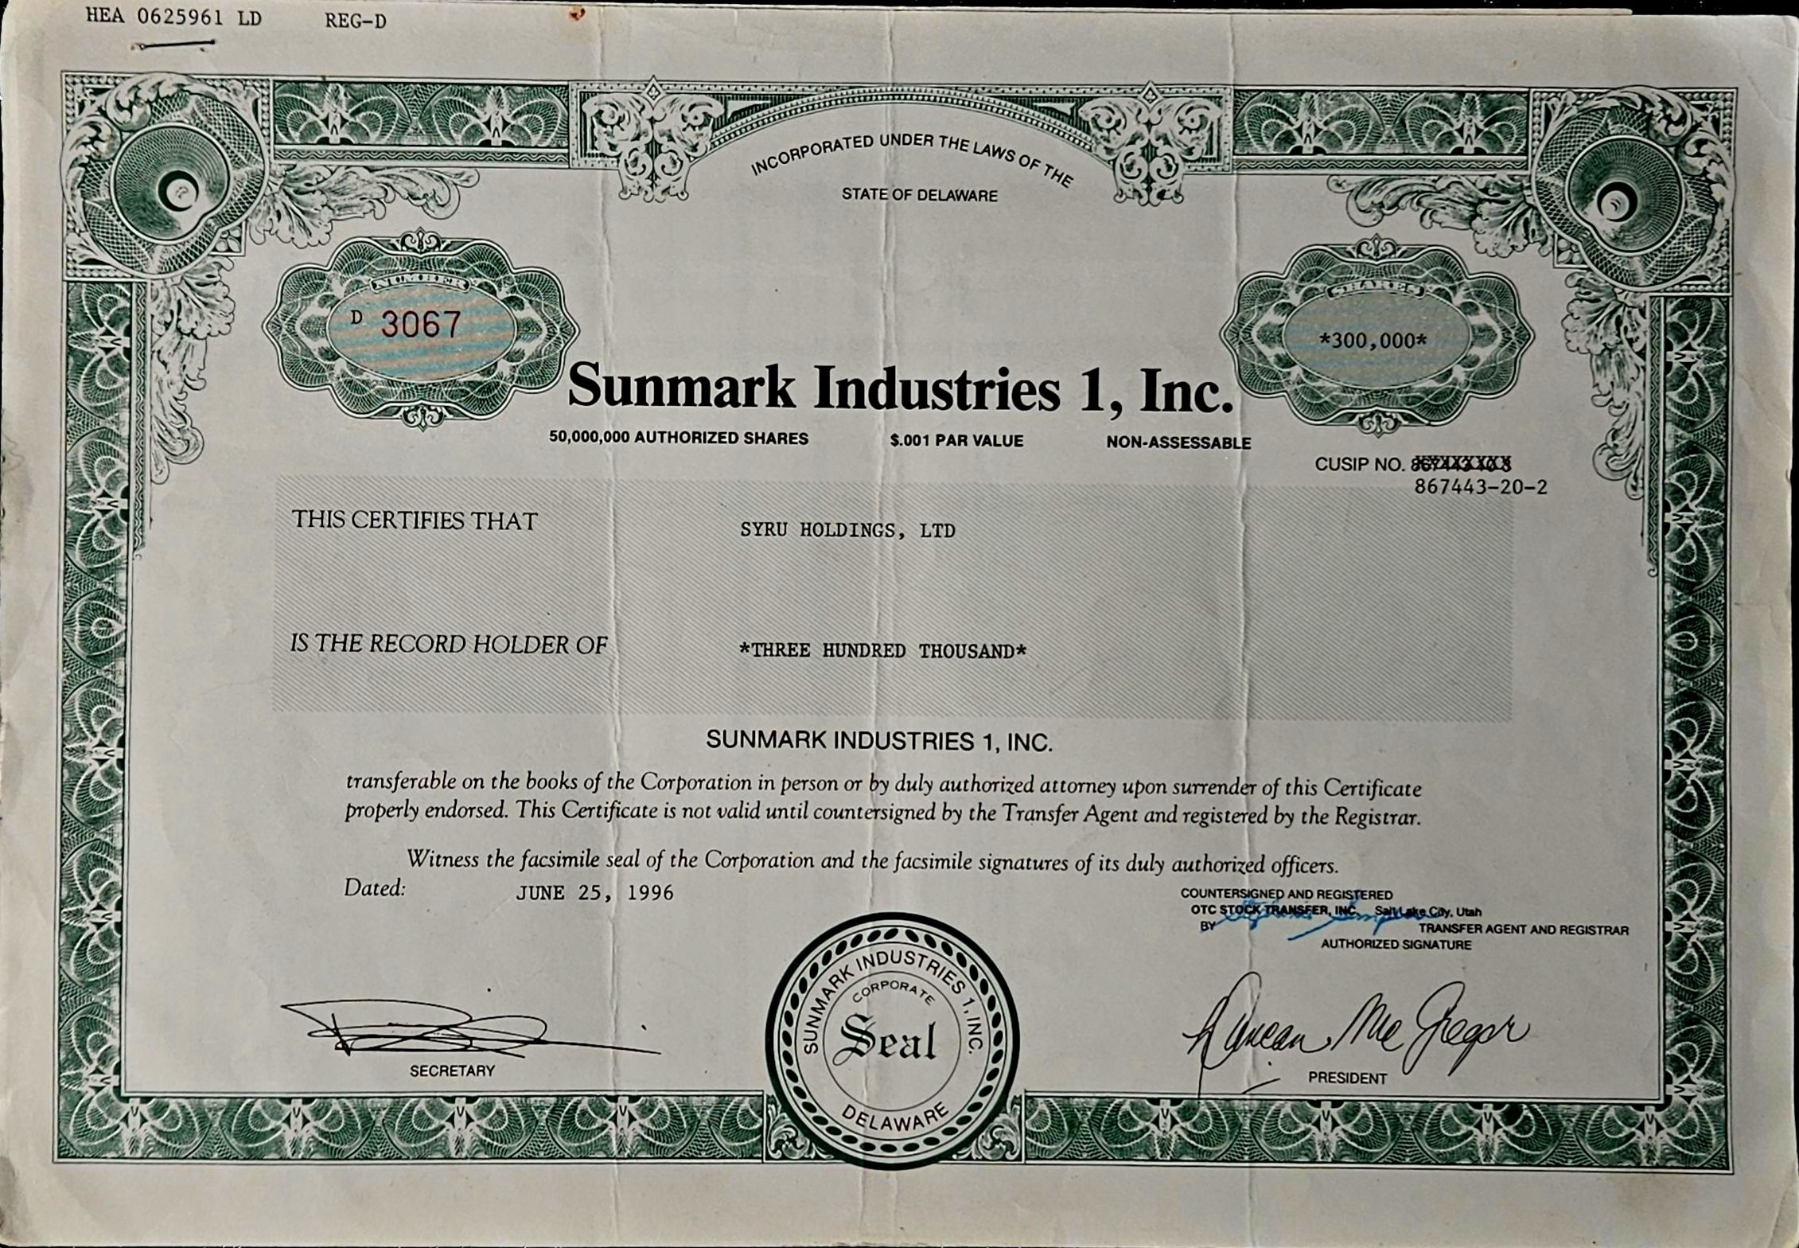 HEA 0625961 LD REG-D
INCORPORATED UNDER THE LAWS OF THE
STATE OF DELAWARE
NUMBER
D 3067
SHARES
*300,000*
Sunmark Industries 1, Inc.
50,000,000 AUTHORIZED SHARES $.001 PAR VALUE NON-ASSESSABLE
CUSIP NO.
867443-20-2
THIS CERTIFIES THAT SYRU HOLDINGS, LTD
IS THE RECORD HOLDER OF *THREE HUNDRED THOUSAND*
SUNMARK INDUSTRIES 1, INC.
transferable on the books of the Corporation in person or by duly authorized attorney upon surrender of this Certificate
properly endorsed. This Certificate is not valid until countersigned by the Transfer Agent and registered by the Registrar.
Witness the facsimile seal of the Corporation and the facsimile signatures of its duly authorized officers.
Dated: JUNE 25, 1996
COUNTERSIGNED AND REGISTERED
OTC STOCK TRANSFER, INC. Salt Lake City, Utah
BY
TRANSFER AGENT AND REGISTRAR
AUTHORIZED SIGNATURE
SUNMARK INDUSTRIES 1, INC.
CORPORATE
Seal
DELAWARE
SECRETARY
Duncan Mac Gregor
PRESIDENT